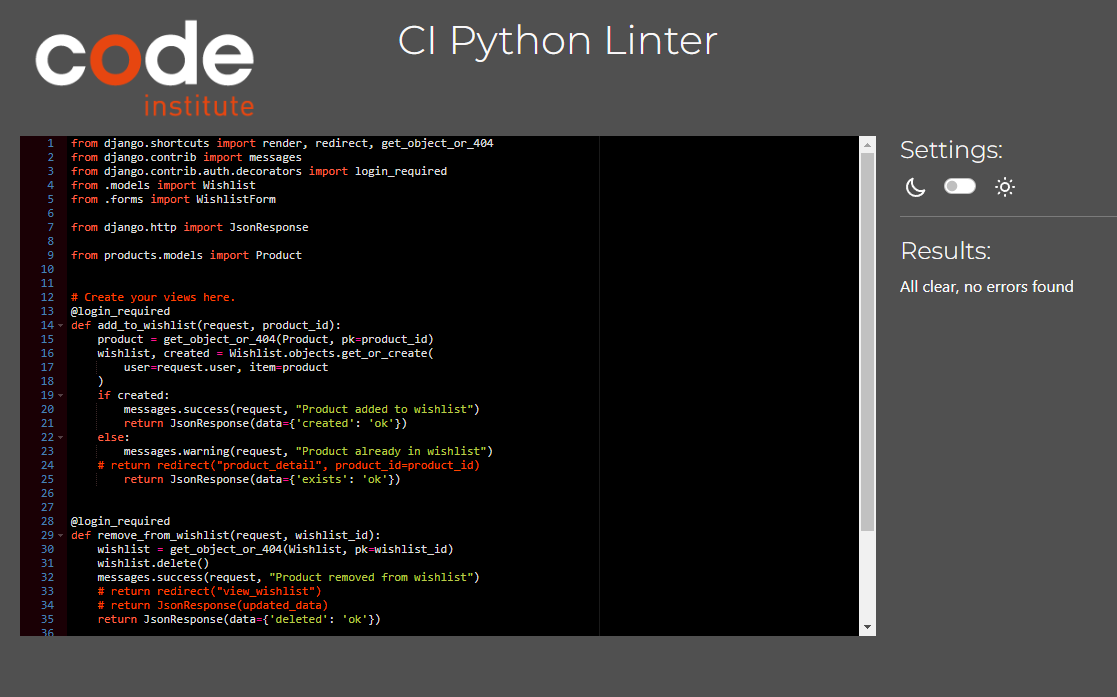 code
institute
CI Python Linter
1 from django.shortcuts import render, redirect, get_object_or_404
2 from django.contrib import messages
3 from django.contrib.auth.decorators import login_required
4 from .models import Wishlist
5 from .forms import WishlistForm
6
7 from django.http import JsonResponse
8
9 from products.models import Product
10
11
12 # Create your views here.
13 @login_required
14 def add_to_wishlist(request, product_id):
15     product = get_object_or_404(Product, pk=product_id)
16     wishlist, created = Wishlist.objects.get_or_create(
17         user=request.user, item=product
18     )
19     if created:
20         messages.success(request, "Product added to wishlist")
21         return JsonResponse(data={'created': 'ok'})
22     else:
23         messages.warning(request, "Product already in wishlist")
24     # return redirect("product_detail", product_id=product_id)
25         return JsonResponse(data={'exists': 'ok'})
26
27
28 @login_required
29 def remove_from_wishlist(request, wishlist_id):
30     wishlist = get_object_or_404(Wishlist, pk=wishlist_id)
31     wishlist.delete()
32     messages.success(request, "Product removed from wishlist")
33     # return redirect("view_wishlist")
34     # return JsonResponse(updated_data)
35     return JsonResponse(data={'deleted': 'ok'})
36
Settings:
Results:
All clear, no errors found